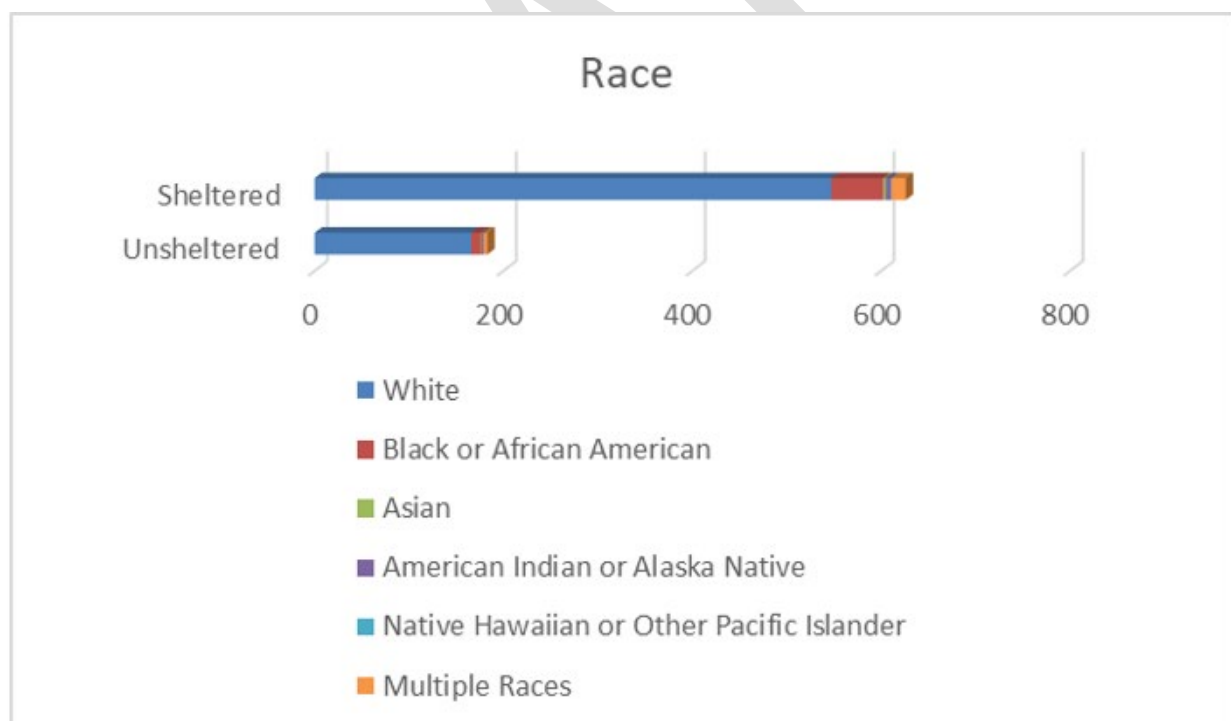 Race
Sheltered
Unsheltered
0 200 400 600 800
White
Black or African American
Asian
American Indian or Alaska Native
Native Hawaiian or Other Pacific Islander
Multiple Races